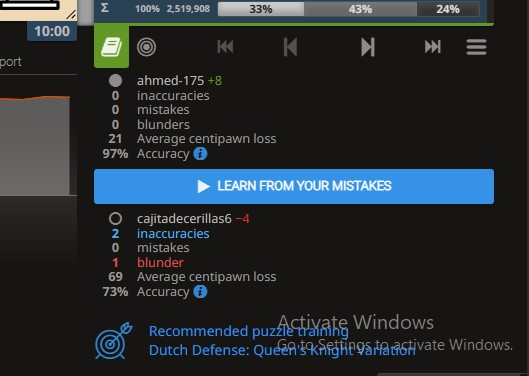 Σ 100% 2,519,908 33% 43% 24%
10:00
port
ahmed-175 +8
0 inaccuracies
0 mistakes
0 blunders
21 Average centipawn loss
97% Accuracy
LEARN FROM YOUR MISTAKES
cajitadecerillas6 −4
2 inaccuracies
0 mistakes
1 blunder
69 Average centipawn loss
73% Accuracy
Activate Windows
Recommended puzzle training
Go to Settings to activate Windows.
Dutch Defense: Queen's Knight Variation